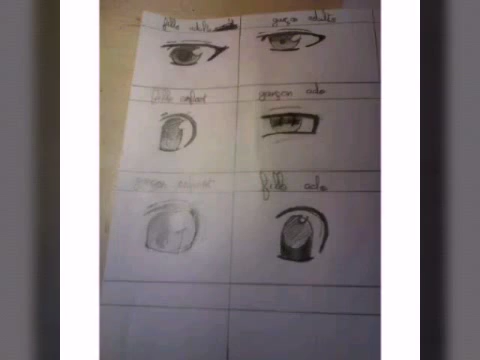 fille adulte
garçon adulte
fille enfant
garçon ado
garçon enfant
fille ado